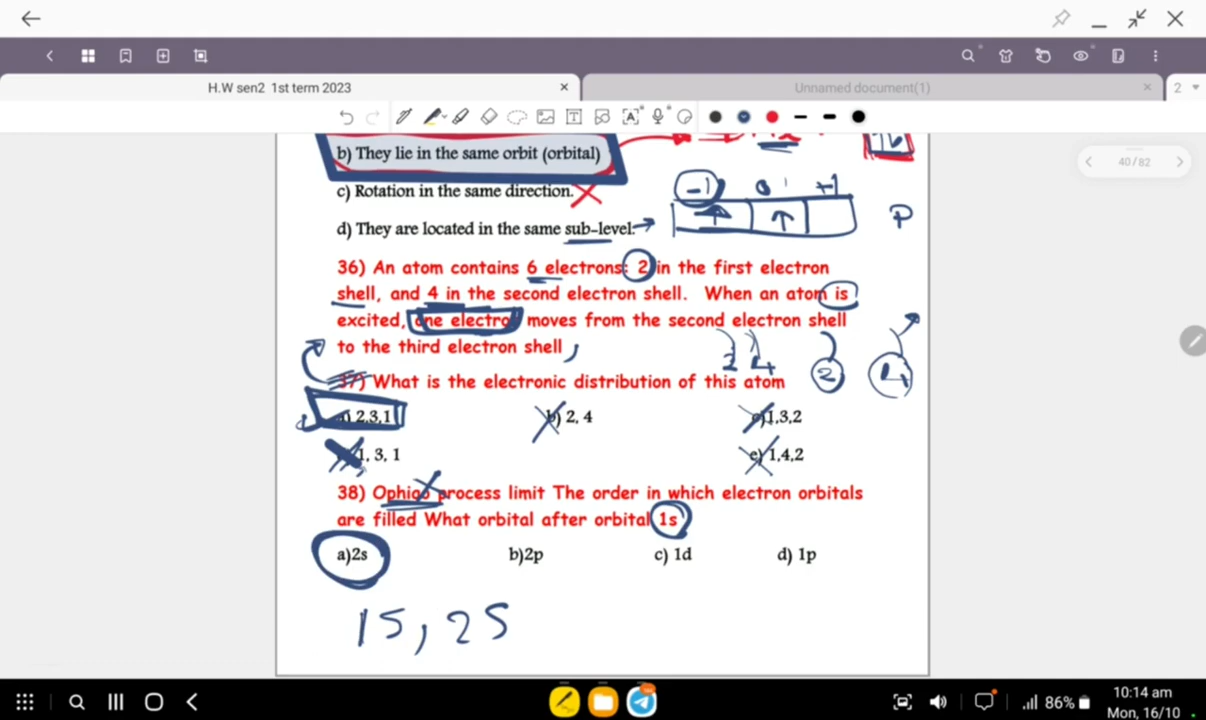 H.W sen2 1st term 2023
Unnamed document(1)
2
40/82
b) They lie in the same orbit (orbital)
-1 0 +1
c) Rotation in the same direction.
P
d) They are located in the same sub-level.
36) An atom contains 6 electrons: 2 in the first electron
shell, and 4 in the second electron shell. When an atom is
excited, one electron moves from the second electron shell
to the third electron shell
2 4 2 4
37) What is the electronic distribution of this atom
a) 2,3,1 b) 2, 4 c) 1,3,2
1, 3, 1 e) 1,4,2
38) process limit The order in which electron orbitals
are filled What orbital after orbital 1s
a)2s b)2p c) 1d d) 1p
1S, 2S
86%
10:14 am
Mon, 16/10